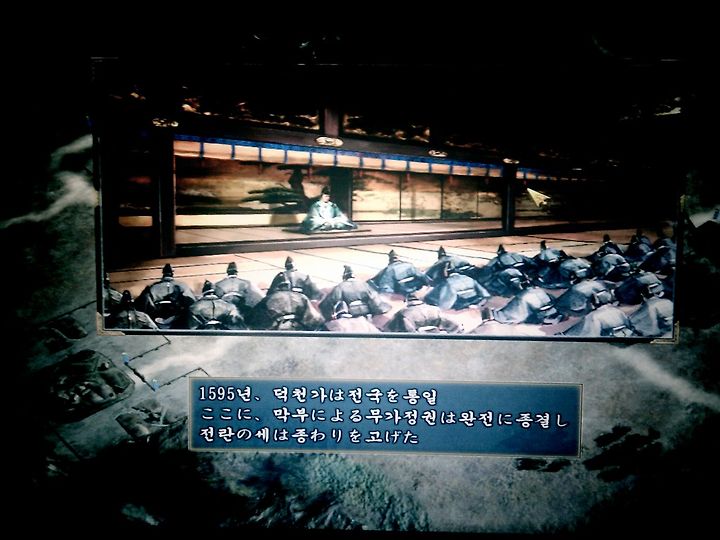 1595년、덕천가は전국を통일
ここに、막부による무가정권は완전に종결し
전란の세は종わりを고げた